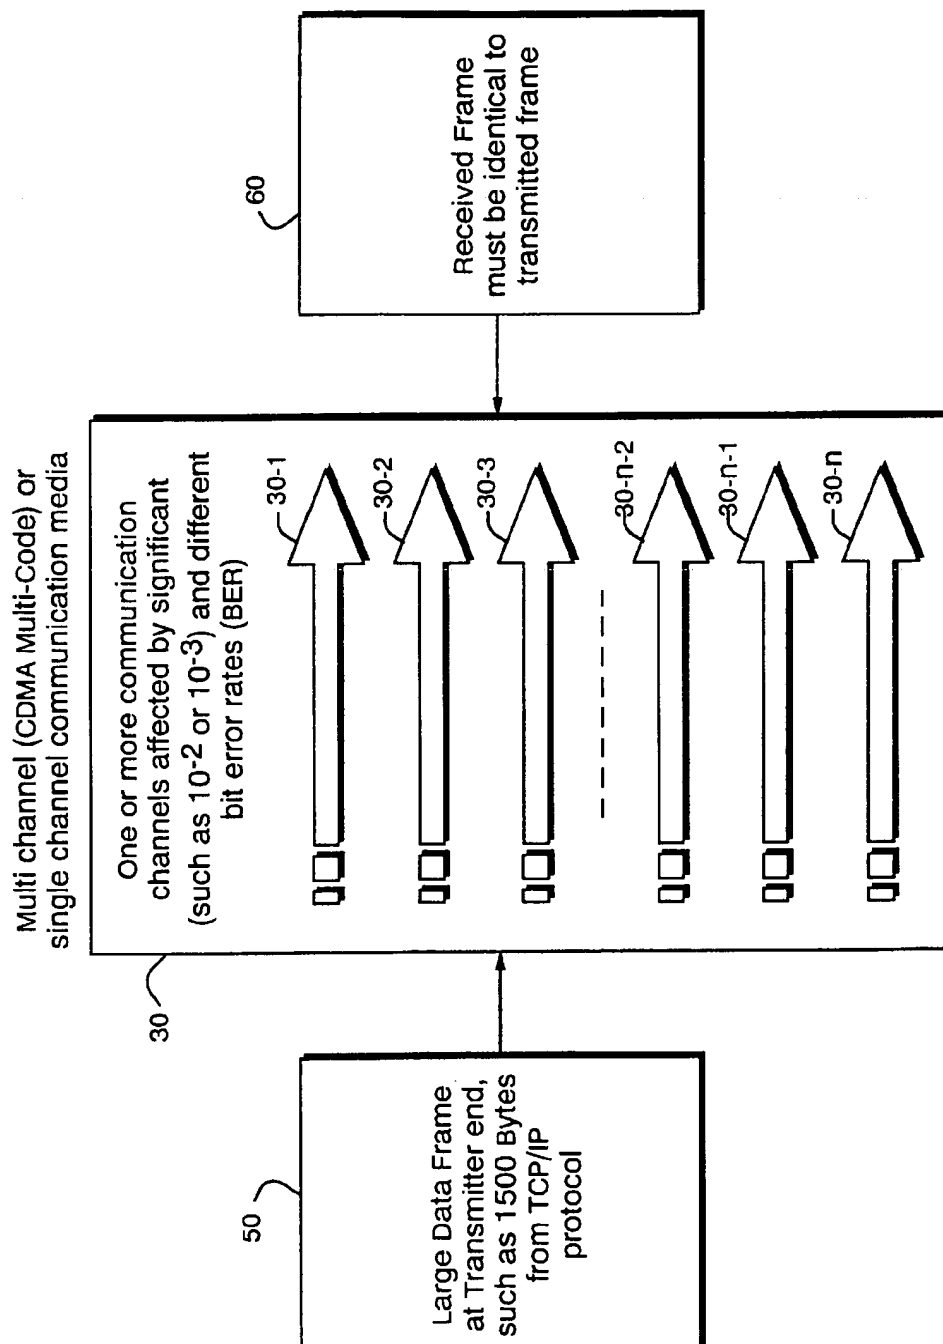 Multi channel (CDMA Multi-Code) or
single channel communication media
30
One or more communication
channels affected by significant
(such as 10-2 or 10-3) and different
bit error rates (BER)
30-1
30-2
30-3
30-n-2
30-n-1
30-n
50
Large Data Frame
at Transmitter end,
such as 1500 Bytes
from TCP/IP
protocol
60
Received Frame
must be identical to
transmitted frame